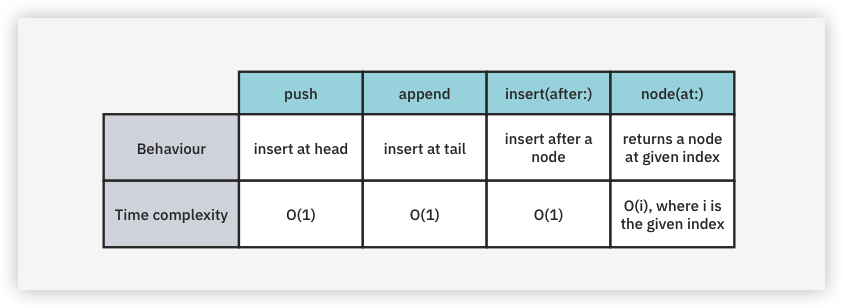 push append insert(after:) node(at:)
Behaviour insert at head insert at tail insert after a node returns a node at given index
Time complexity O(1) O(1) O(1) O(i), where i is the given index